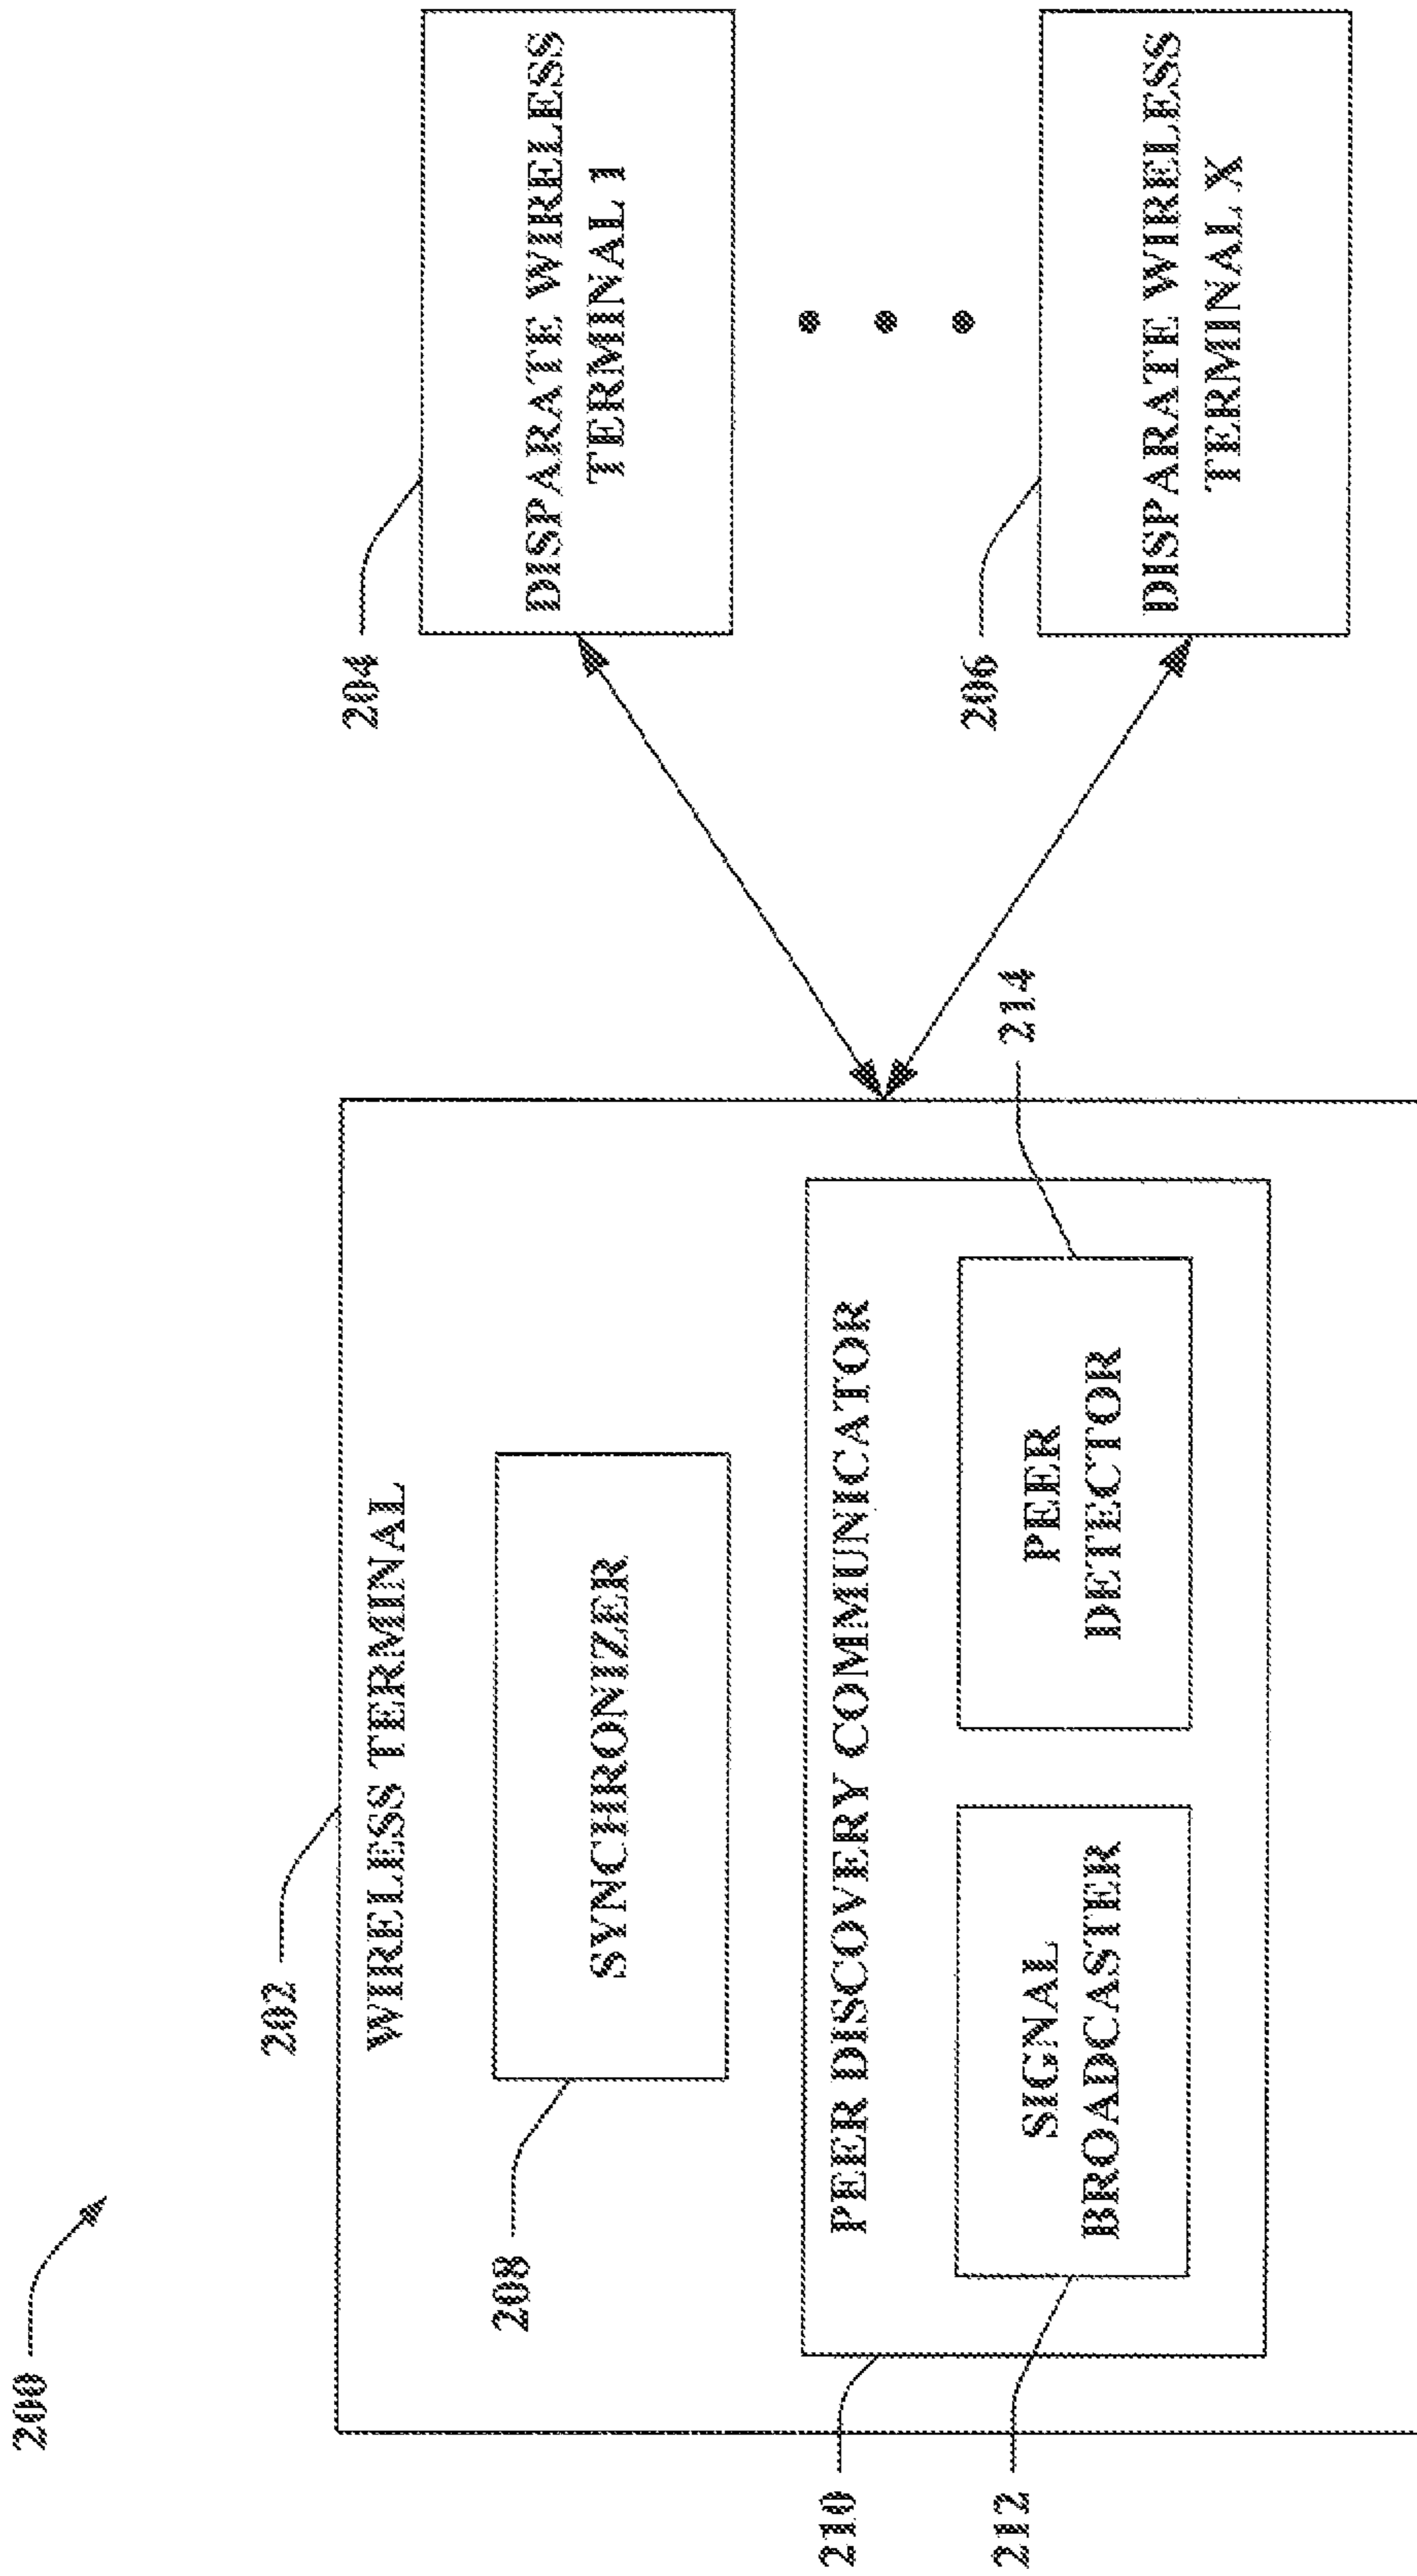 200
202
WIRELESS TERMINAL
208
SYNCHRONIZER
210
PEER DISCOVERY COMMUNICATOR
212
SIGNAL
BROADCASTER
214
PEER
DETECTOR
204
DISPARATE WIRELESS
TERMINAL 1
206
DISPARATE WIRELESS
TERMINAL X